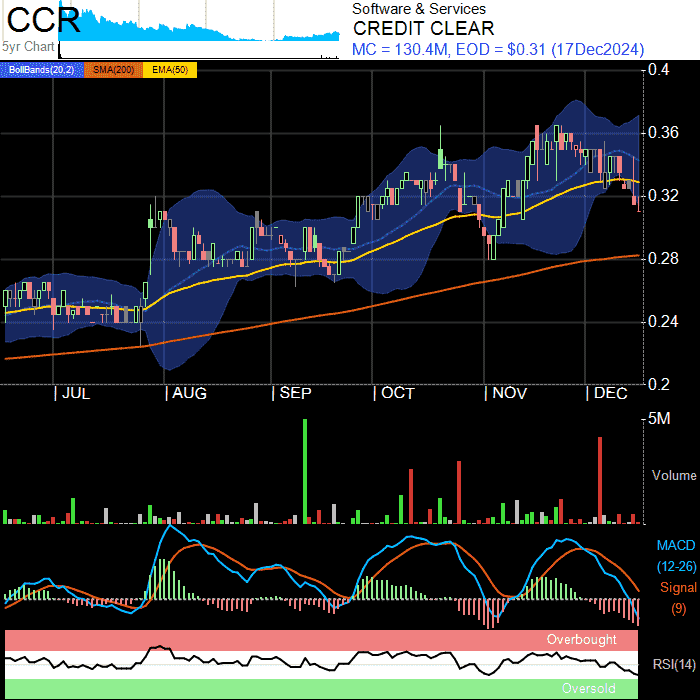 CCR
5yr Chart
Software & Services
CREDIT CLEAR
MC = 130.4M, EOD = $0.31 (17Dec2024)
BollBands(20,2) SMA(200) EMA(50)
0.4
0.36
0.32
0.28
0.24
0.2
| JUL | AUG | SEP | OCT | NOV | DEC
5M
Volume
MACD
(12-26)
Signal
(9)
Overbought
RSI(14)
Oversold